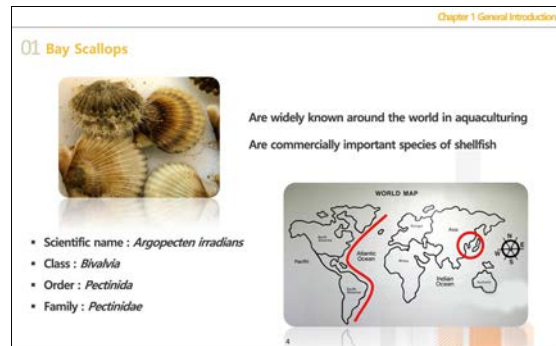 Chapter 1 General Introduction
01 Bay Scallops
Are widely known around the world in aquaculturing
Are commercially important species of shellfish
▪ Scientific name : Argopecten irradians
▪ Class : Bivalvia
▪ Order : Pectinida
▪ Family : Pectinidae
WORLD MAP
Asia
Pacific
Atlantic
Ocean
Indian
Ocean
N
W
E
S
4